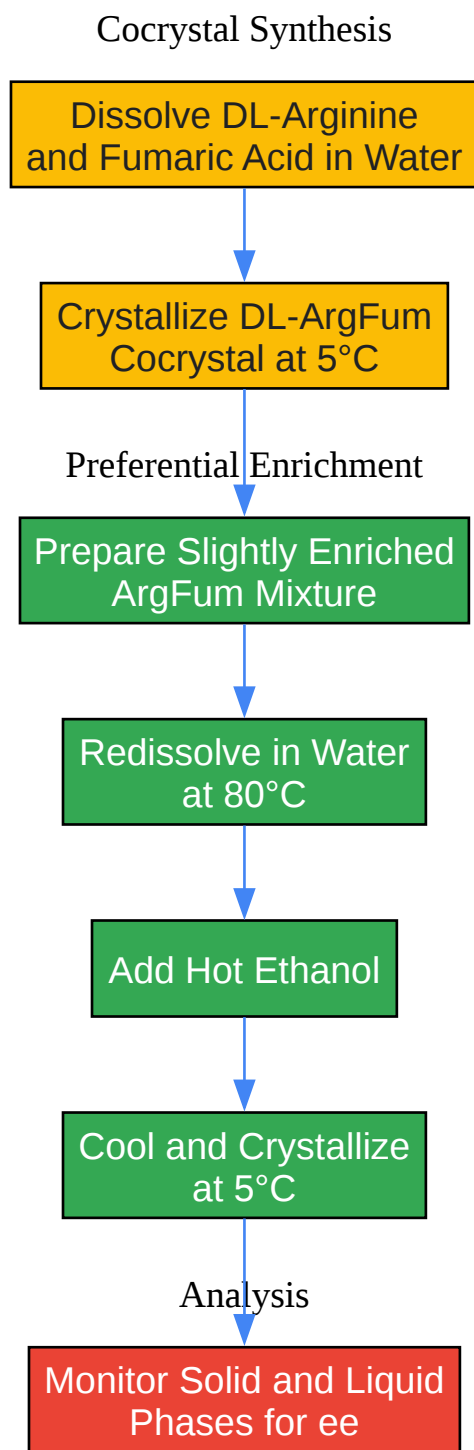 Cocrystal Synthesis
Dissolve DL-Arginine
and Fumaric Acid in Water
Crystallize DL-ArgFum
Cocrystal at 5°C
Preferential Enrichment
Prepare Slightly Enriched
ArgFum Mixture
Redissolve in Water
at 80°C
Add Hot Ethanol
Cool and Crystallize
at 5°C
Analysis
Monitor Solid and Liquid
Phases for ee